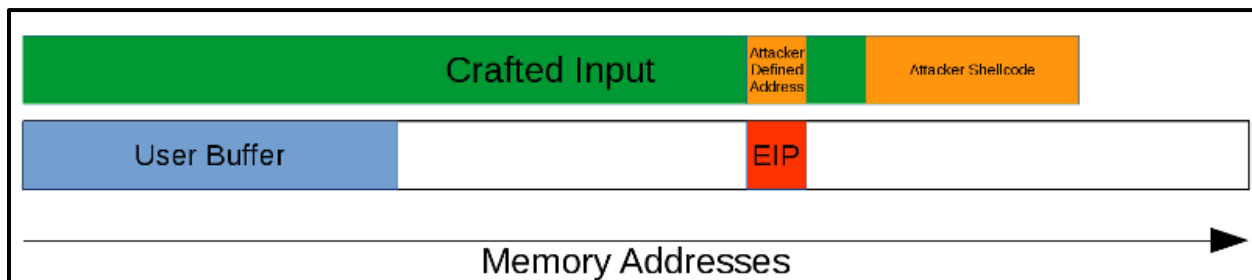 Crafted Input
Attacker
Defined
Address
Attacker Shellcode
User Buffer
EIP
Memory Addresses